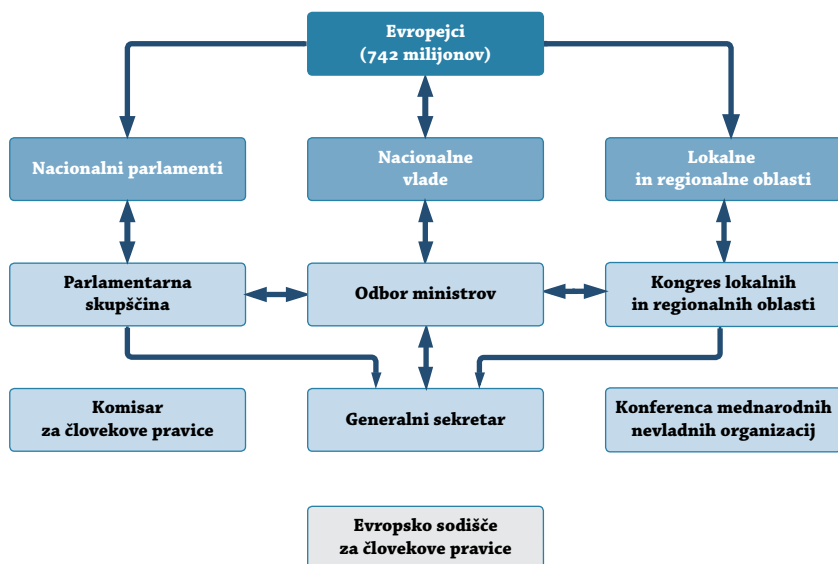 Evropejci
(742 milijonov)
Nacionalni parlamenti
Nacionalne
vlade
Lokalne
in regionalne oblasti
Parlamentarna
skupščina
Odbor ministrov
Kongres lokalnih
in regionalnih oblasti
Komisar
za človekove pravice
Generalni sekretar
Konferenca mednarodnih
nevladnih organizacij
Evropsko sodišče
za človekove pravice